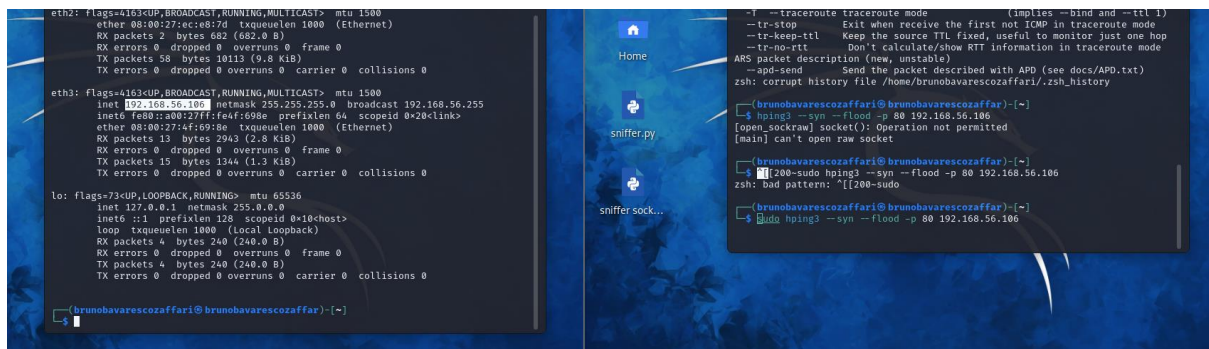 eth2: flags=4163<UP,BROADCAST,RUNNING,MULTICAST> mtu 1500
ether 08:00:27:ec:e8:7d txqueuelen 1000 (Ethernet)
RX packets 2 bytes 682 (682.0 B)
RX errors 0 dropped 0 overruns 0 frame 0
TX packets 58 bytes 10113 (9.8 KiB)
TX errors 0 dropped 0 overruns 0 carrier 0 collisions 0
eth3: flags=4163<UP,BROADCAST,RUNNING,MULTICAST> mtu 1500
inet 192.168.56.106 netmask 255.255.255.0 broadcast 192.168.56.255
inet6 fe80::a00:27ff:fe4f:698e prefixlen 64 scopeid 0×20<link>
ether 08:00:27:4f:69:8e txqueuelen 1000 (Ethernet)
RX packets 13 bytes 2943 (2.8 KiB)
RX errors 0 dropped 0 overruns 0 frame 0
TX packets 15 bytes 1344 (1.3 KiB)
TX errors 0 dropped 0 overruns 0 carrier 0 collisions 0
lo: flags=73<UP,LOOPBACK,RUNNING> mtu 65536
inet 127.0.0.1 netmask 255.0.0.0
inet6 ::1 prefixlen 128 scopeid 0×10<host>
loop txqueuelen 1000 (Local Loopback)
RX packets 4 bytes 240 (240.0 B)
RX errors 0 dropped 0 overruns 0 frame 0
TX packets 4 bytes 240 (240.0 B)
TX errors 0 dropped 0 overruns 0 carrier 0 collisions 0
(brunobavarescozaffari㉿brunobavarescozaffar)-[~]
$
Home
sniffer.py
sniffer sock...
-T --traceroute traceroute mode (implies --bind and --ttl 1)
--tr-stop Exit when receive the first not ICMP in traceroute mode
--tr-keep-ttl Keep the source TTL fixed, useful to monitor just one hop
--tr-no-rtt Don't calculate/show RTT information in traceroute mode
ARS packet description (new, unstable)
--apd-send Send the packet described with APD (see docs/APD.txt)
zsh: corrupt history file /home/brunobavarescozaffari/.zsh_history
(brunobavarescozaffari㉿brunobavarescozaffar)-[~]
$ hping3 --syn --flood -p 80 192.168.56.106
[open_sockraw] socket(): Operation not permitted
[main] can't open raw socket
(brunobavarescozaffari㉿brunobavarescozaffar)-[~]
$ ^[[200~sudo hping3 --syn --flood -p 80 192.168.56.106
zsh: bad pattern: ^[[200~sudo
(brunobavarescozaffari㉿brunobavarescozaffar)-[~]
$ sudo hping3 --syn --flood -p 80 192.168.56.106